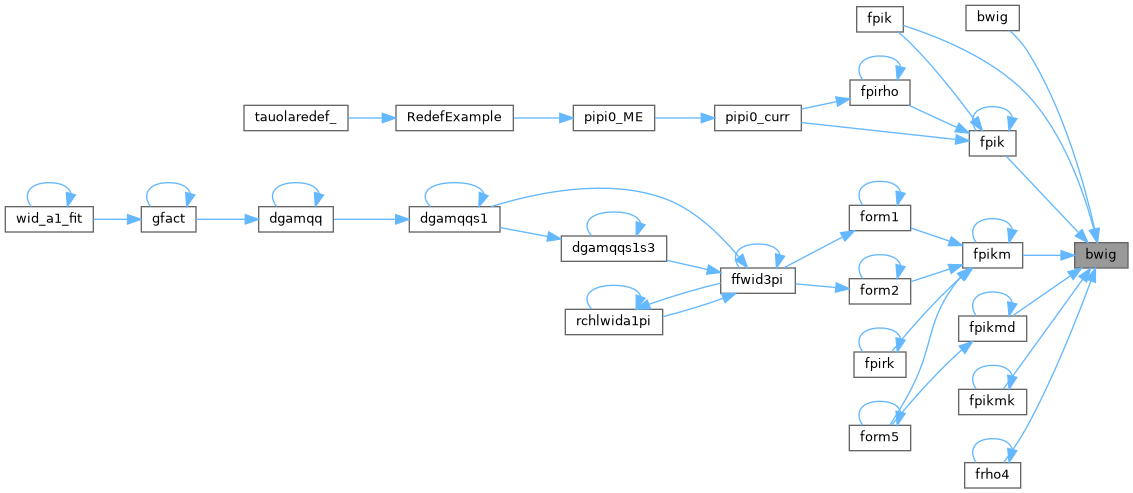 fpik
bwig
fpirho
tauolaredef_
RedefExample
pipi0_ME
pipi0_curr
fpik
wid_a1_fit
gfact
dgamqq
dgamqqs1
form1
dgamqqs1s3
fpikm
bwig
ffwid3pi
form2
rchlwida1pi
fpikmd
fpirk
fpikmk
form5
frho4